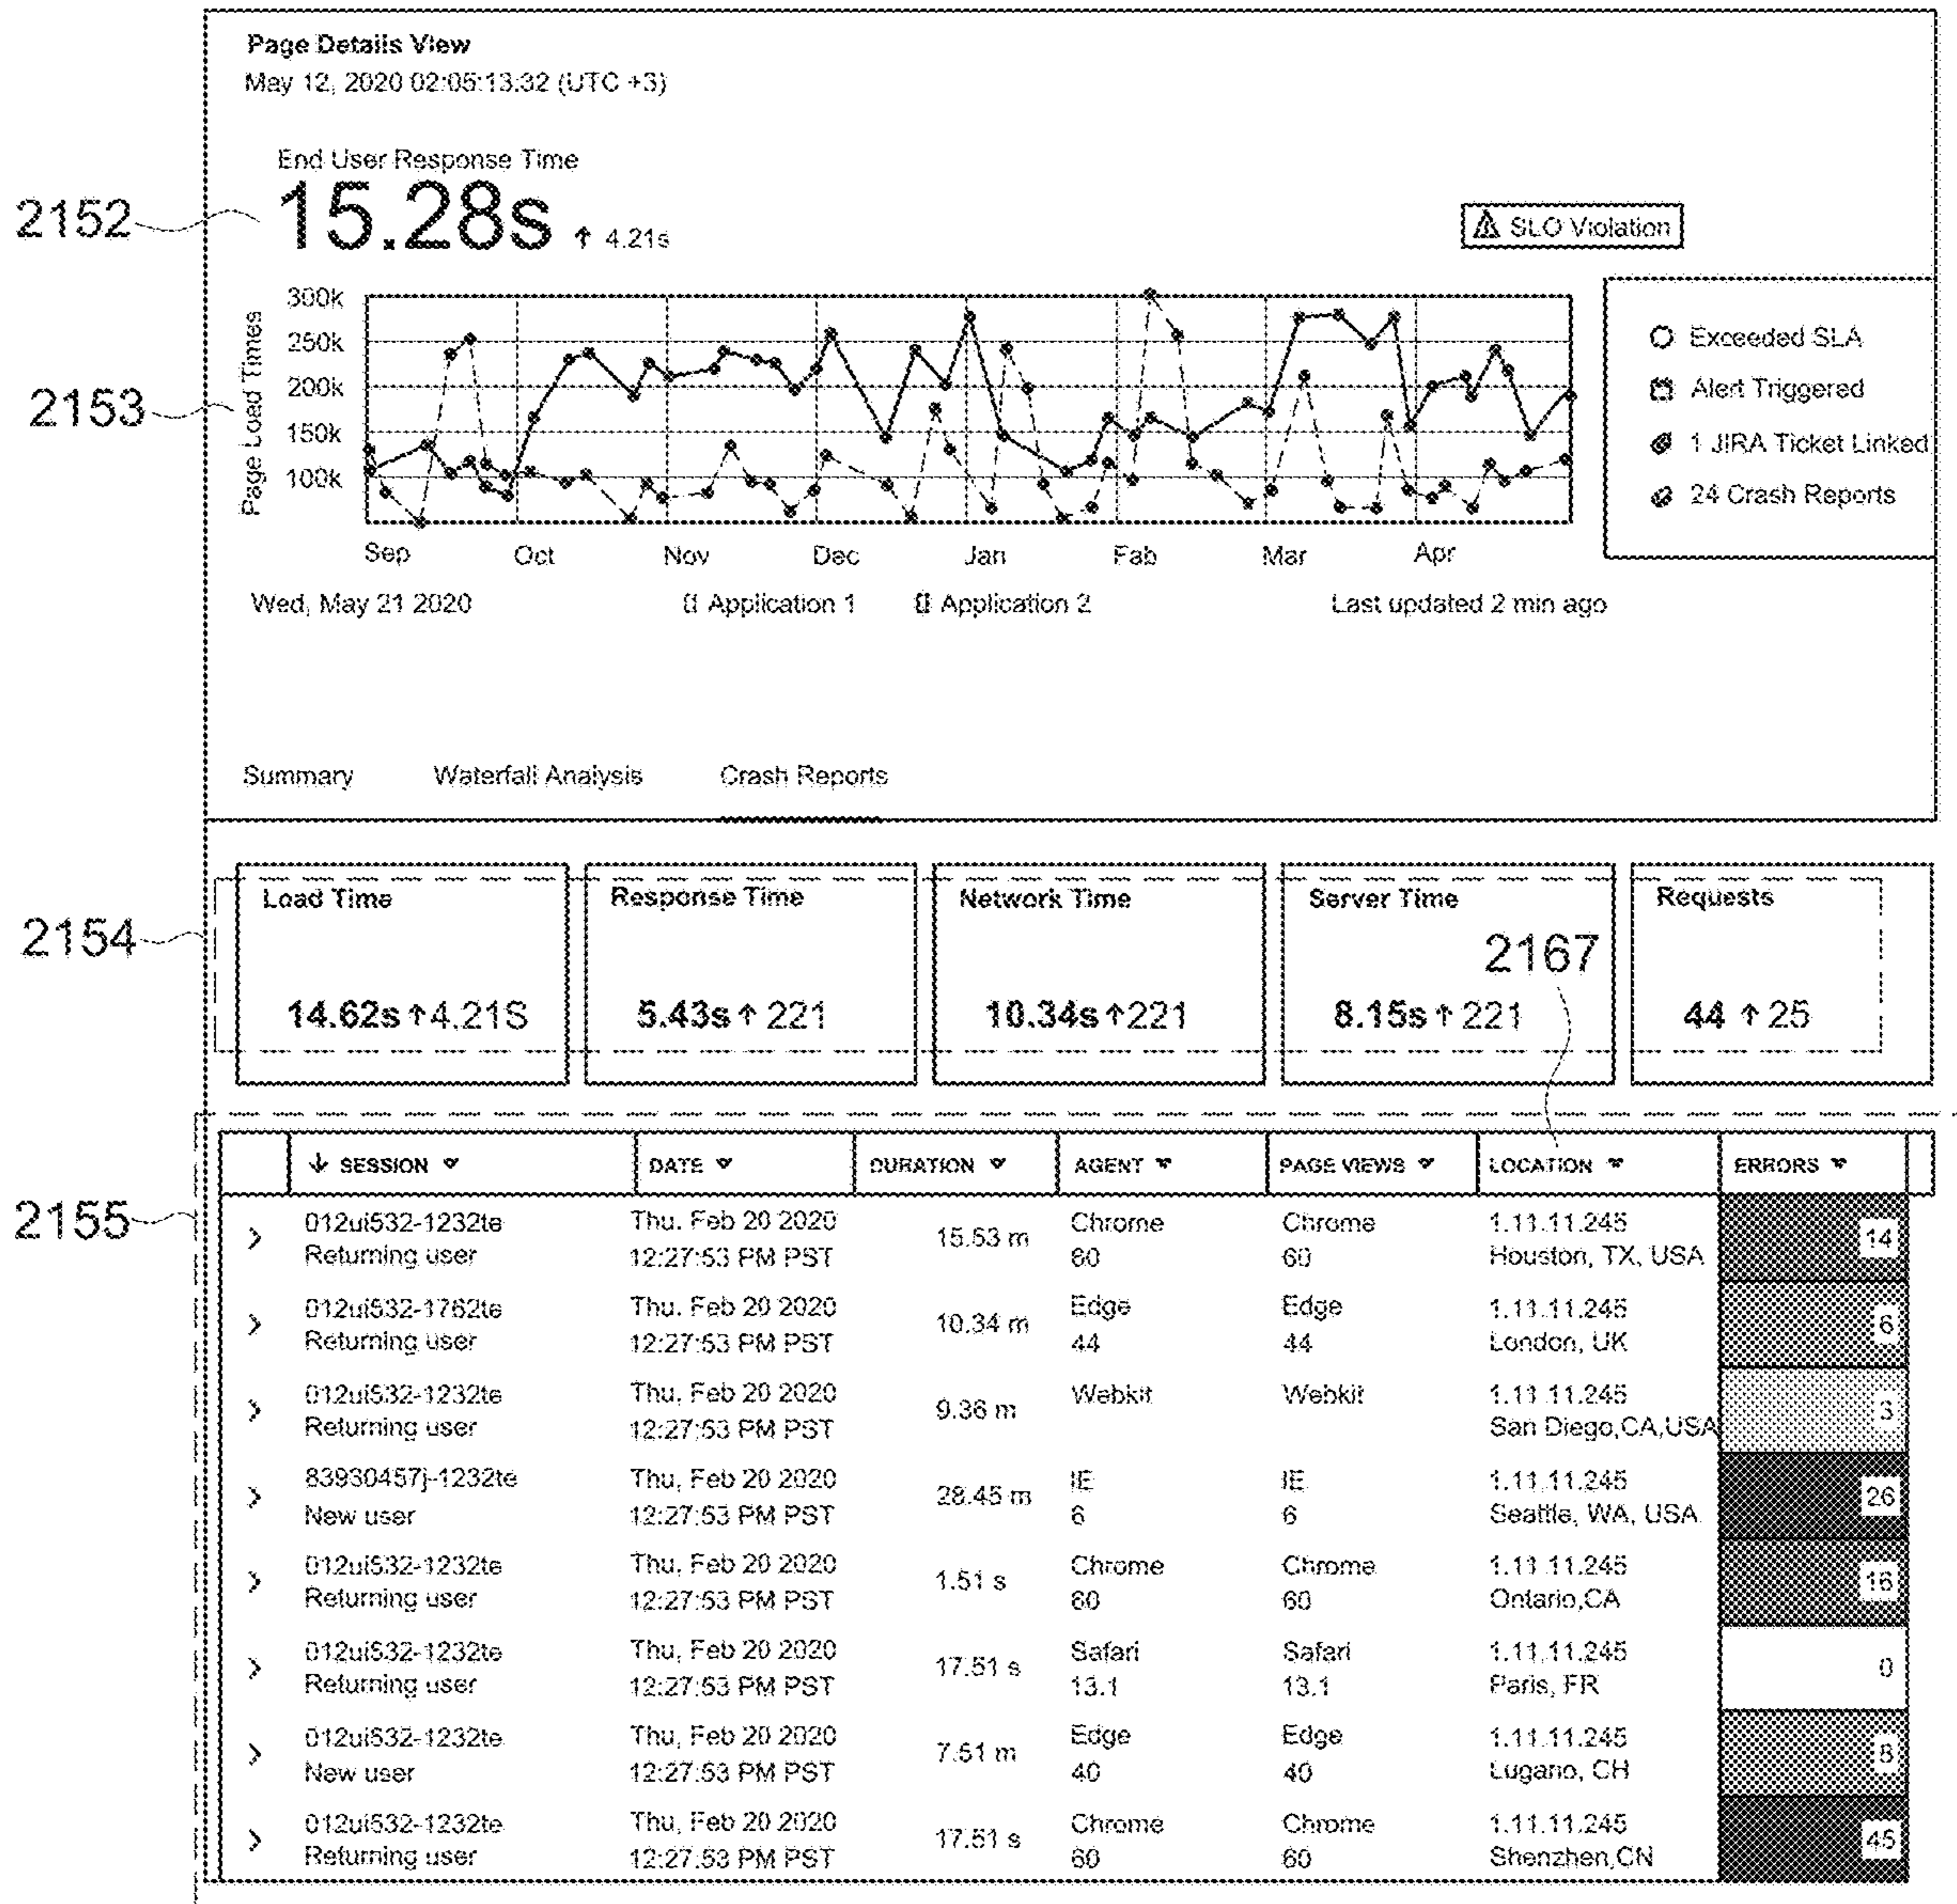 Page Details View
May 12, 2020 02:05:13:32 (UTC +3)
End User Response Time
2152
15.28s ↑ 4.21s
SLO Violation
2153
Page Load Times
300k
250k
200k
150k
100k
Sep Oct Nov Dec Jan Fab Mar Apr
Exceeded SLA
Alert Triggered
1 JIRA Ticket Linked
24 Crash Reports
Wed, May 21 2020 Application 1 Application 2 Last updated 2 min ago
Summary Waterfall Analysis Crash Reports
2154
Load Time Response Time Network Time Server Time Requests
2167
14.62s↑4.21S 5.43s↑221 10.34s↑221 8.15s↑221 44 ↑25
2155
↓ SESSION DATE DURATION AGENT PAGE VIEWS LOCATION ERRORS
012ui532-1232te Thu. Feb 20 2020 15.53 m Chrome Chrome 1.11.11.245 14
Returning user 12:27:53 PM PST 60 60 Houston, TX, USA
012ui532-1762te Thu. Feb 20 2020 10.34 m Edge Edge 1.11.11.245 6
Returning user 12:27:53 PM PST 44 44 London, UK
012ui532-1232te Thu, Feb 20 2020 9.36 m Webkit Webkit 1.11.11.245 3
Returning user 12:27:53 PM PST San Diego,CA,USA
83930457j-1232te Thu, Feb 20 2020 28.45 m IE IE 1.11.11.245 26
New user 12:27:53 PM PST 6 6 Seattle, WA, USA
012ui532-1232te Thu, Feb 20 2020 1.51 s Chrome Chrome 1.11.11.245 16
Returning user 12:27:53 PM PST 60 60 Ontario,CA
012ui532-1232te Thu, Feb 20 2020 17.51 s Safari Safari 1.11.11.245 0
Returning user 12:27:53 PM PST 13.1 13.1 Paris, FR
012ui532-1232te Thu, Feb 20 2020 7.51 m Edge Edge 1.11.11.245 8
New user 12:27:53 PM PST 40 40 Lugano, CH
012ui532-1232te Thu, Feb 20 2020 17.51 s Chrome Chrome 1.11.11.245 45
Returning user 12:27:53 PM PST 60 60 Shenzhen,CN